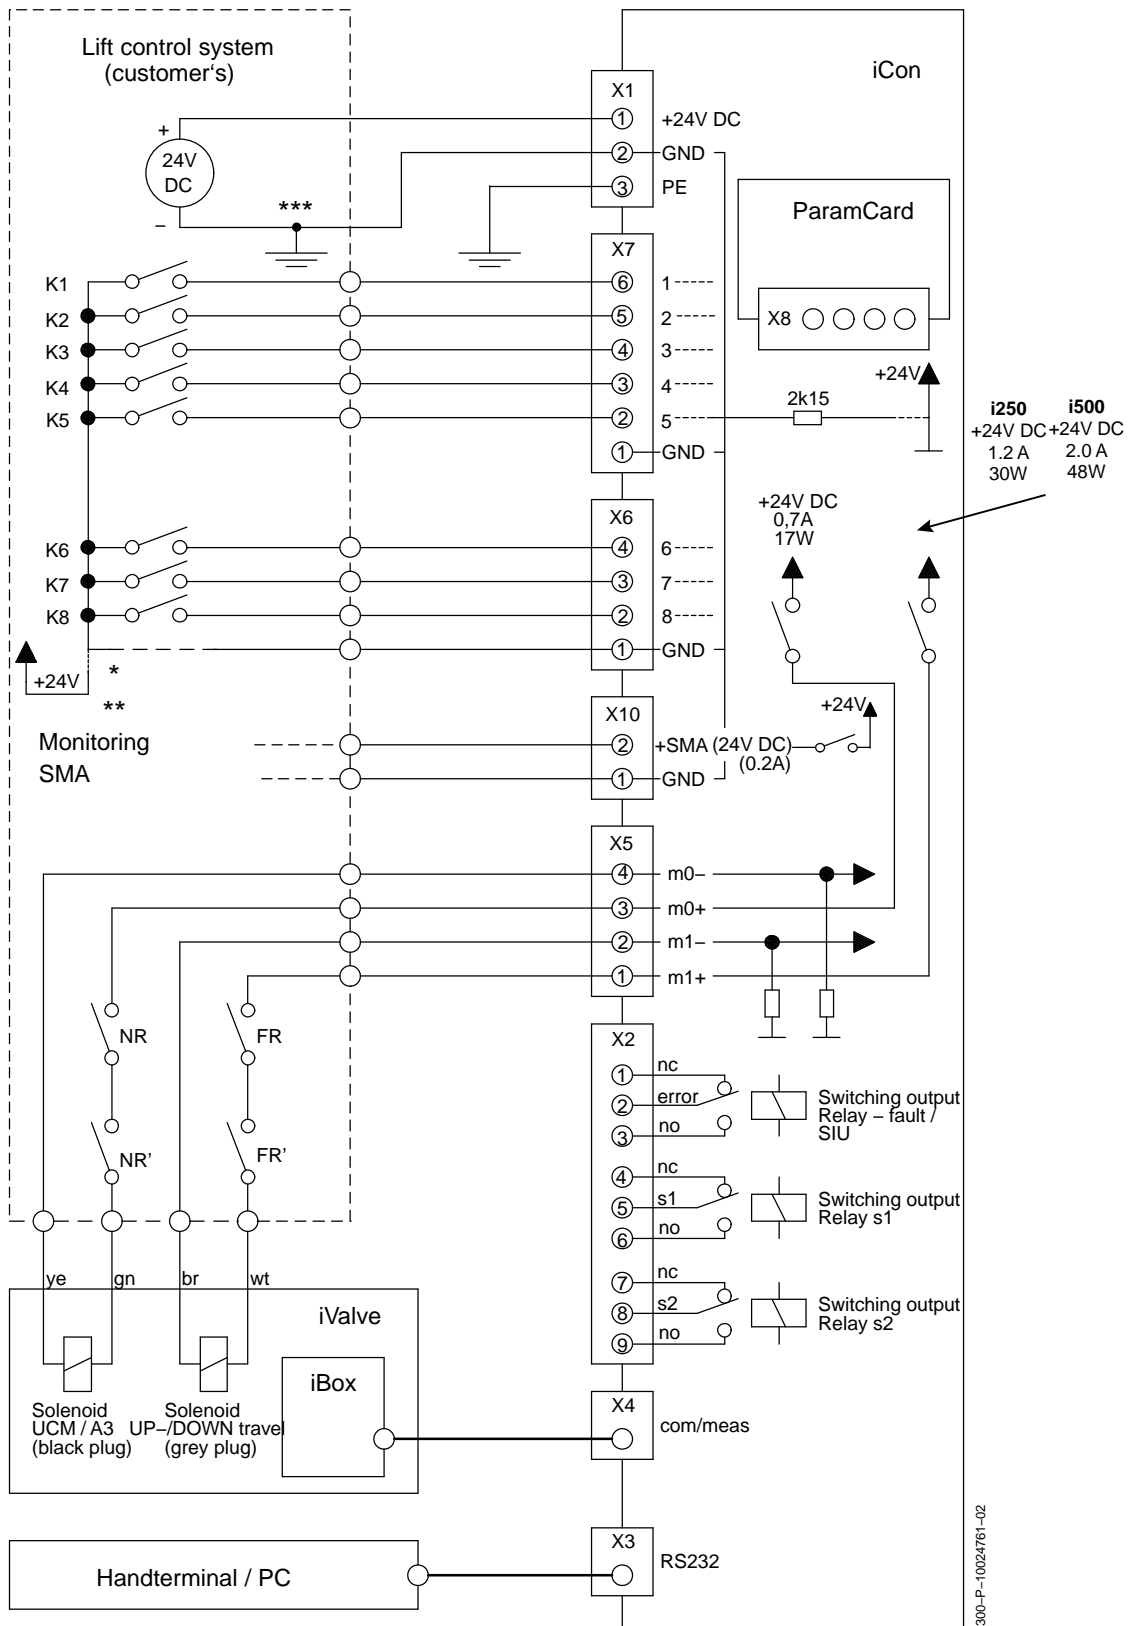 Lift control system
(customer's)
iCon
+
24V
DC
–
***
X1
1 +24V DC
2 GND
3 PE
ParamCard
X8
X7
K1 6 1
K2 5 2
K3 4 3
K4 3 4
K5 2 5
1 GND
2k15
+24V
i250 i500
+24V DC +24V DC
1.2 A 2.0 A
30W 48W
+24V DC
0,7A
17W
X6
K6 4 6
K7 3 7
K8 2 8
1 GND
+24V
*
**
Monitoring
SMA
X10
2 +SMA (24V DC)
(0.2A)
1 GND
+24V
X5
4 m0–
3 m0+
2 m1–
1 m1+
NR FR
NR' FR'
X2
1 nc
2 error
3 no
Switching output
Relay – fault /
SIU
4 nc
5 s1
6 no
Switching output
Relay s1
7 nc
8 s2
9 no
Switching output
Relay s2
ye gn br wt
iValve
iBox
Solenoid
UCM / A3
(black plug)
Solenoid
UP–/DOWN travel
(grey plug)
X4
com/meas
X3
RS232
Handterminal / PC
300–P–10024761–02